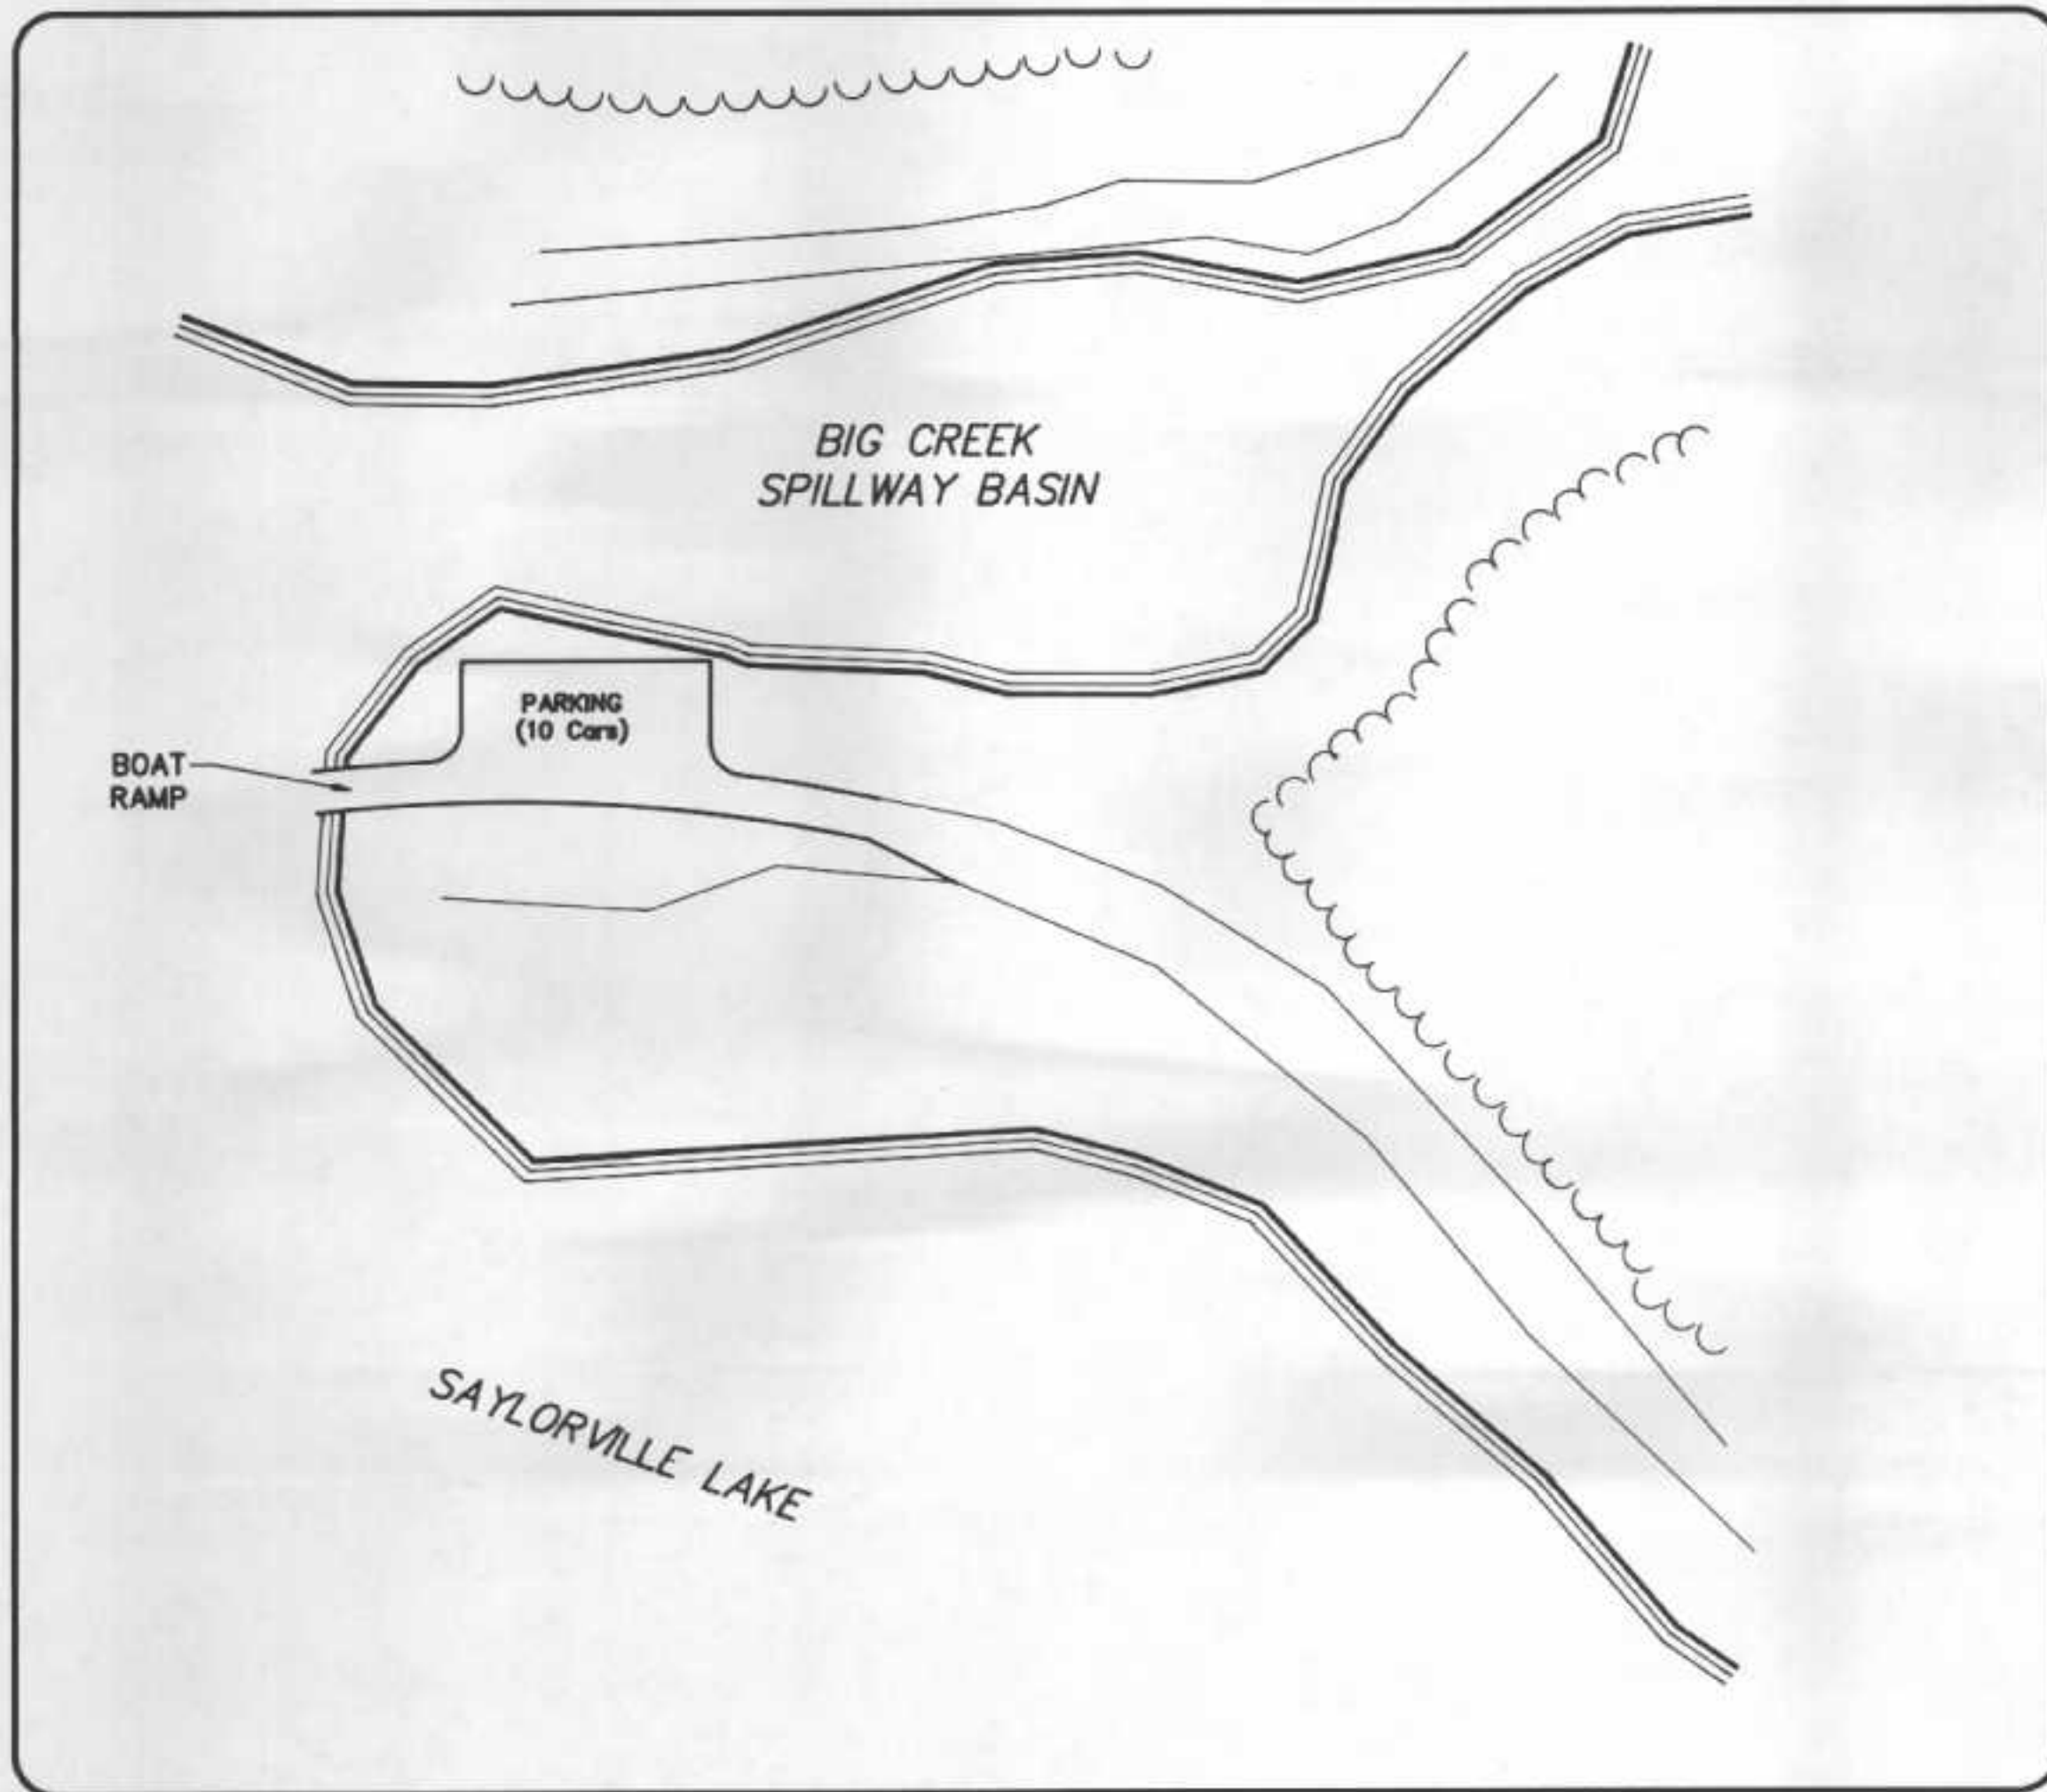 BIG CREEK
SPILLWAY BASIN
PARKING
(10 Cars)
BOAT
RAMP
SAYLORVILLE LAKE